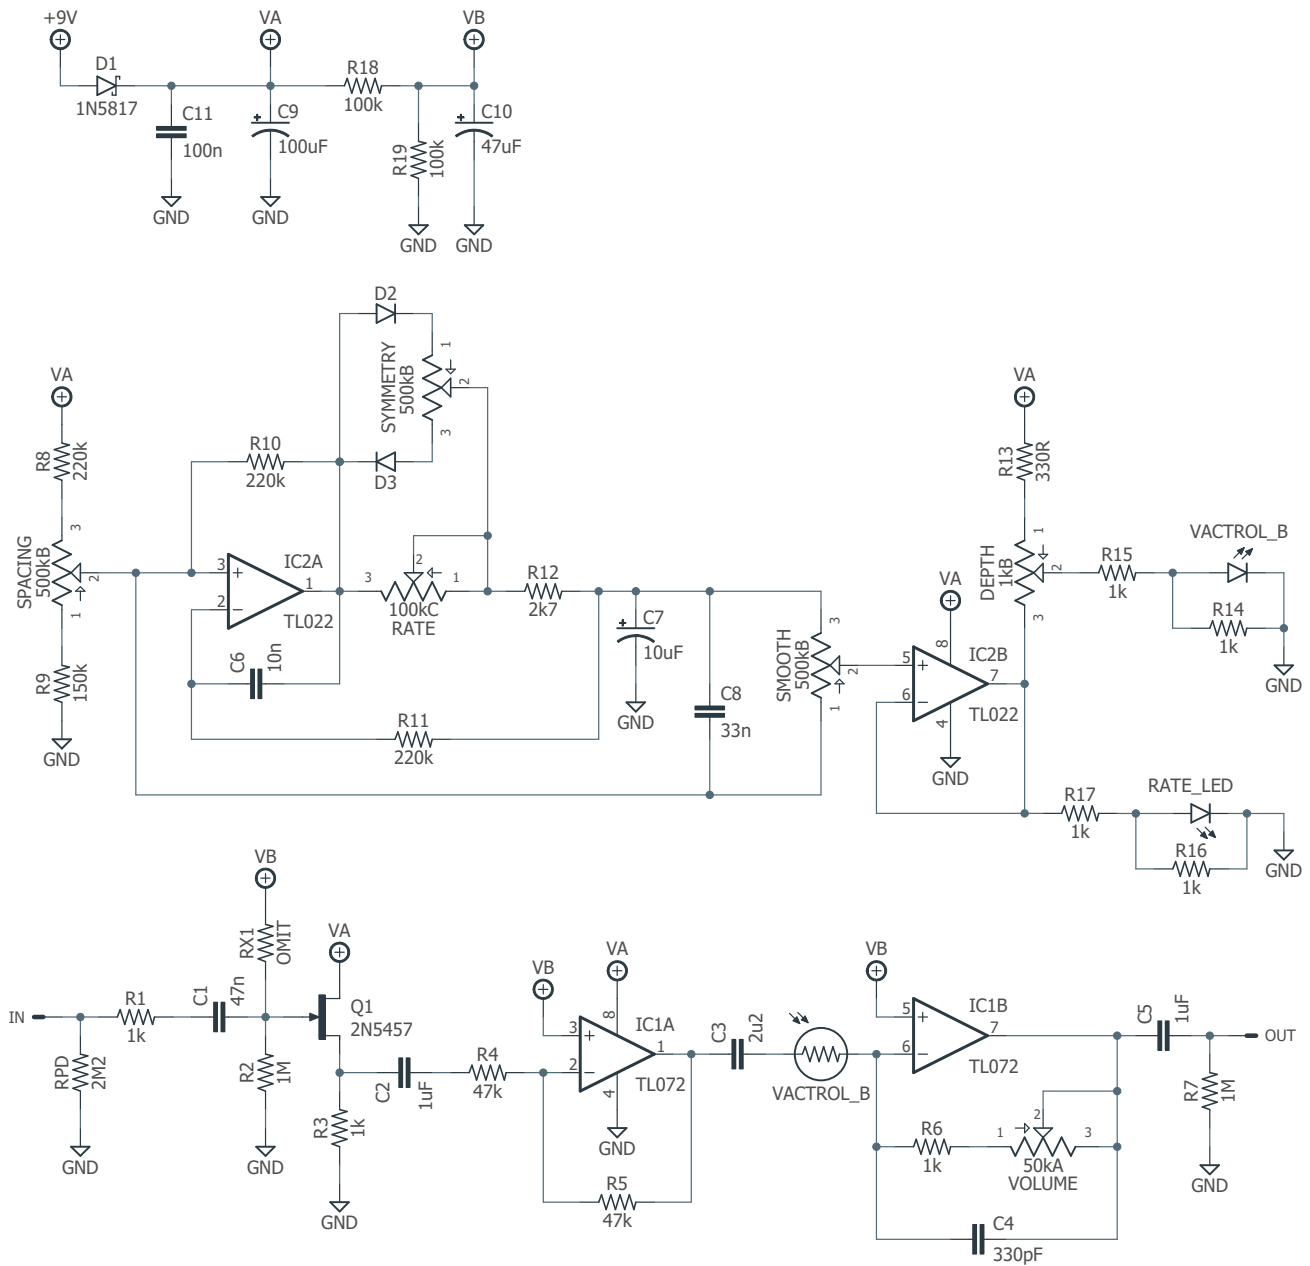 +9V
VA
VB
D1
1N5817
C11
100n
C9
100uF
R18
100k
R19
100k
C10
47uF
GND
GND
GND
GND
D2
SYMMETRY
500kB
1
2
3
D3
VA
R8
220k
SPACING
500kB
3
2
1
R9
150k
GND
R10
220k
3
+
2
−
1
IC2A
TL022
C6
10n
3
2
1
100kC
RATE
R12
2k7
R11
220k
C7
10uF
GND
C8
33n
SMOOTH
500kB
3
2
1
VA
5
+
6
−
8
4
7
IC2B
TL022
GND
VA
R13
330R
DEPTH
1kB
1
2
3
R15
1k
VACTROL_B
R14
1k
GND
R17
1k
RATE_LED
R16
1k
GND
IN
RPD
2M2
GND
R1
1k
C1
47n
VB
RX1
OMIT
R2
1M
GND
VA
Q1
2N5457
R3
1k
GND
C2
1uF
R4
47k
VB
VA
3
+
2
−
8
4
1
IC1A
TL072
GND
R5
47k
C3
2u2
VACTROL_B
VB
5
+
6
−
7
IC1B
TL072
R6
1k
1
2
3
50kA
VOLUME
C4
330pF
C5
1uF
R7
1M
GND
OUT